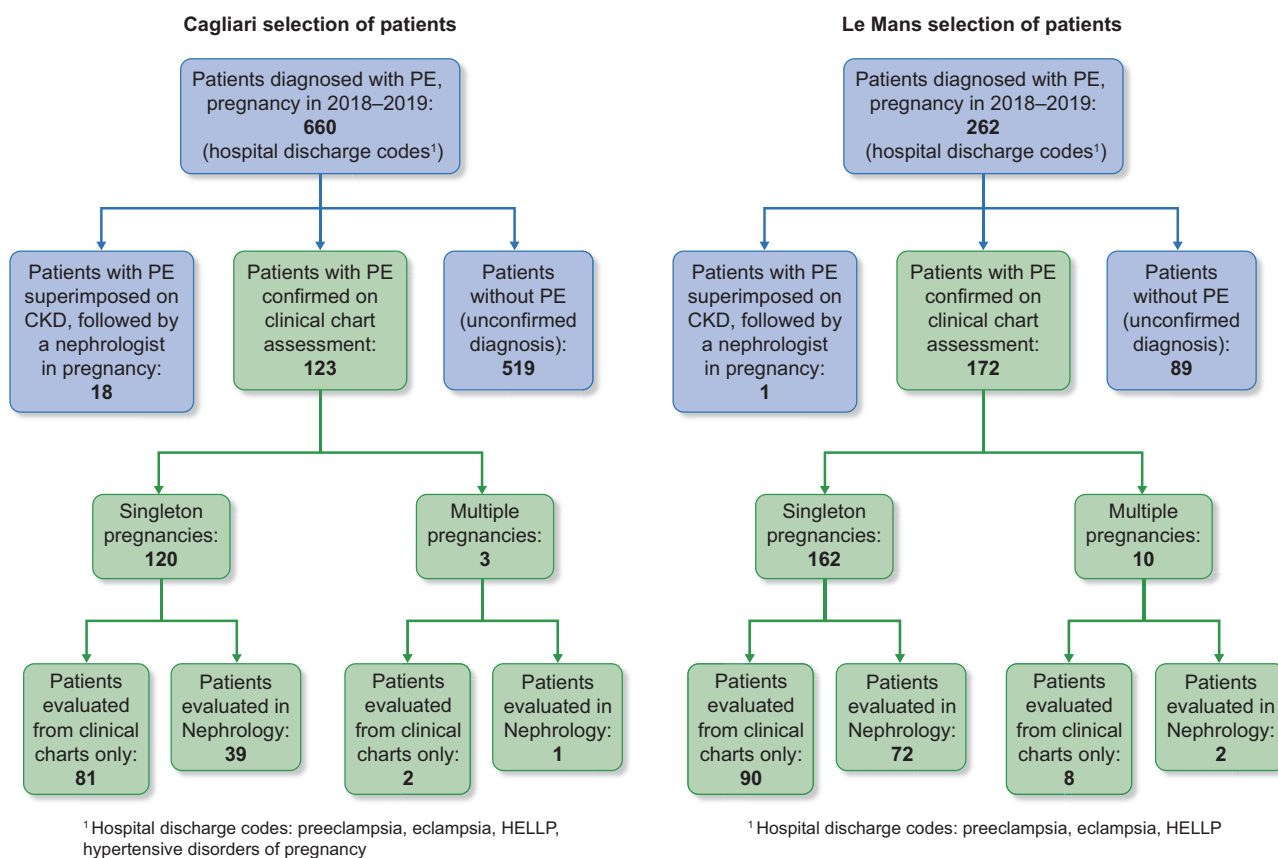 Cagliari selection of patients
Patients diagnosed with PE,
pregnancy in 2018–2019:
660
(hospital discharge codes¹)
Patients with PE
superimposed on
CKD, followed by
a nephrologist
in pregnancy:
18
Patients with PE
confirmed on
clinical chart
assessment:
123
Patients
without PE
(unconfirmed
diagnosis):
519
Singleton
pregnancies:
120
Multiple
pregnancies:
3
Patients
evaluated
from clinical
charts only:
81
Patients
evaluated in
Nephrology:
39
Patients
evaluated
from clinical
charts only:
2
Patients
evaluated in
Nephrology:
1
¹ Hospital discharge codes: preeclampsia, eclampsia, HELLP,
hypertensive disorders of pregnancy
Le Mans selection of patients
Patients diagnosed with PE,
pregnancy in 2018–2019:
262
(hospital discharge codes¹)
Patients with PE
superimposed on
CKD, followed by
a nephrologist
in pregnancy:
1
Patients with PE
confirmed on
clinical chart
assessment:
172
Patients
without PE
(unconfirmed
diagnosis):
89
Singleton
pregnancies:
162
Multiple
pregnancies:
10
Patients
evaluated
from clinical
charts only:
90
Patients
evaluated in
Nephrology:
72
Patients
evaluated
from clinical
charts only:
8
Patients
evaluated in
Nephrology:
2
¹ Hospital discharge codes: preeclampsia, eclampsia, HELLP